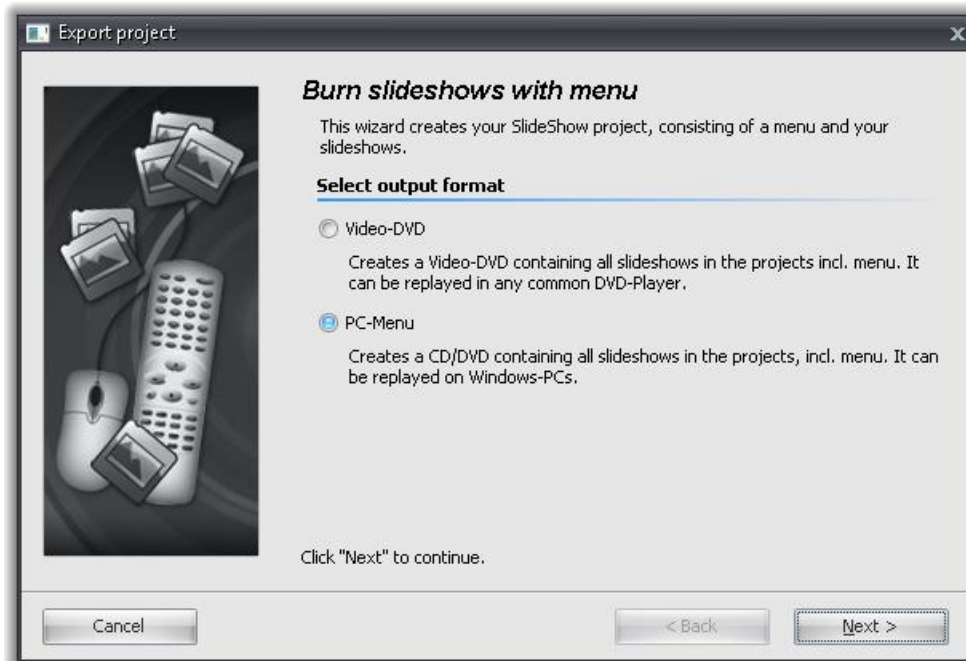 Export project
Burn slideshows with menu
This wizard creates your SlideShow project, consisting of a menu and your
slideshows.
Select output format
Video-DVD
Creates a Video-DVD containing all slideshows in the projects incl. menu. It
can be replayed in any common DVD-Player.
PC-Menu
Creates a CD/DVD containing all slideshows in the projects, incl. menu. It can
be replayed on Windows-PCs.
Click "Next" to continue.
Cancel
< Back
Next >